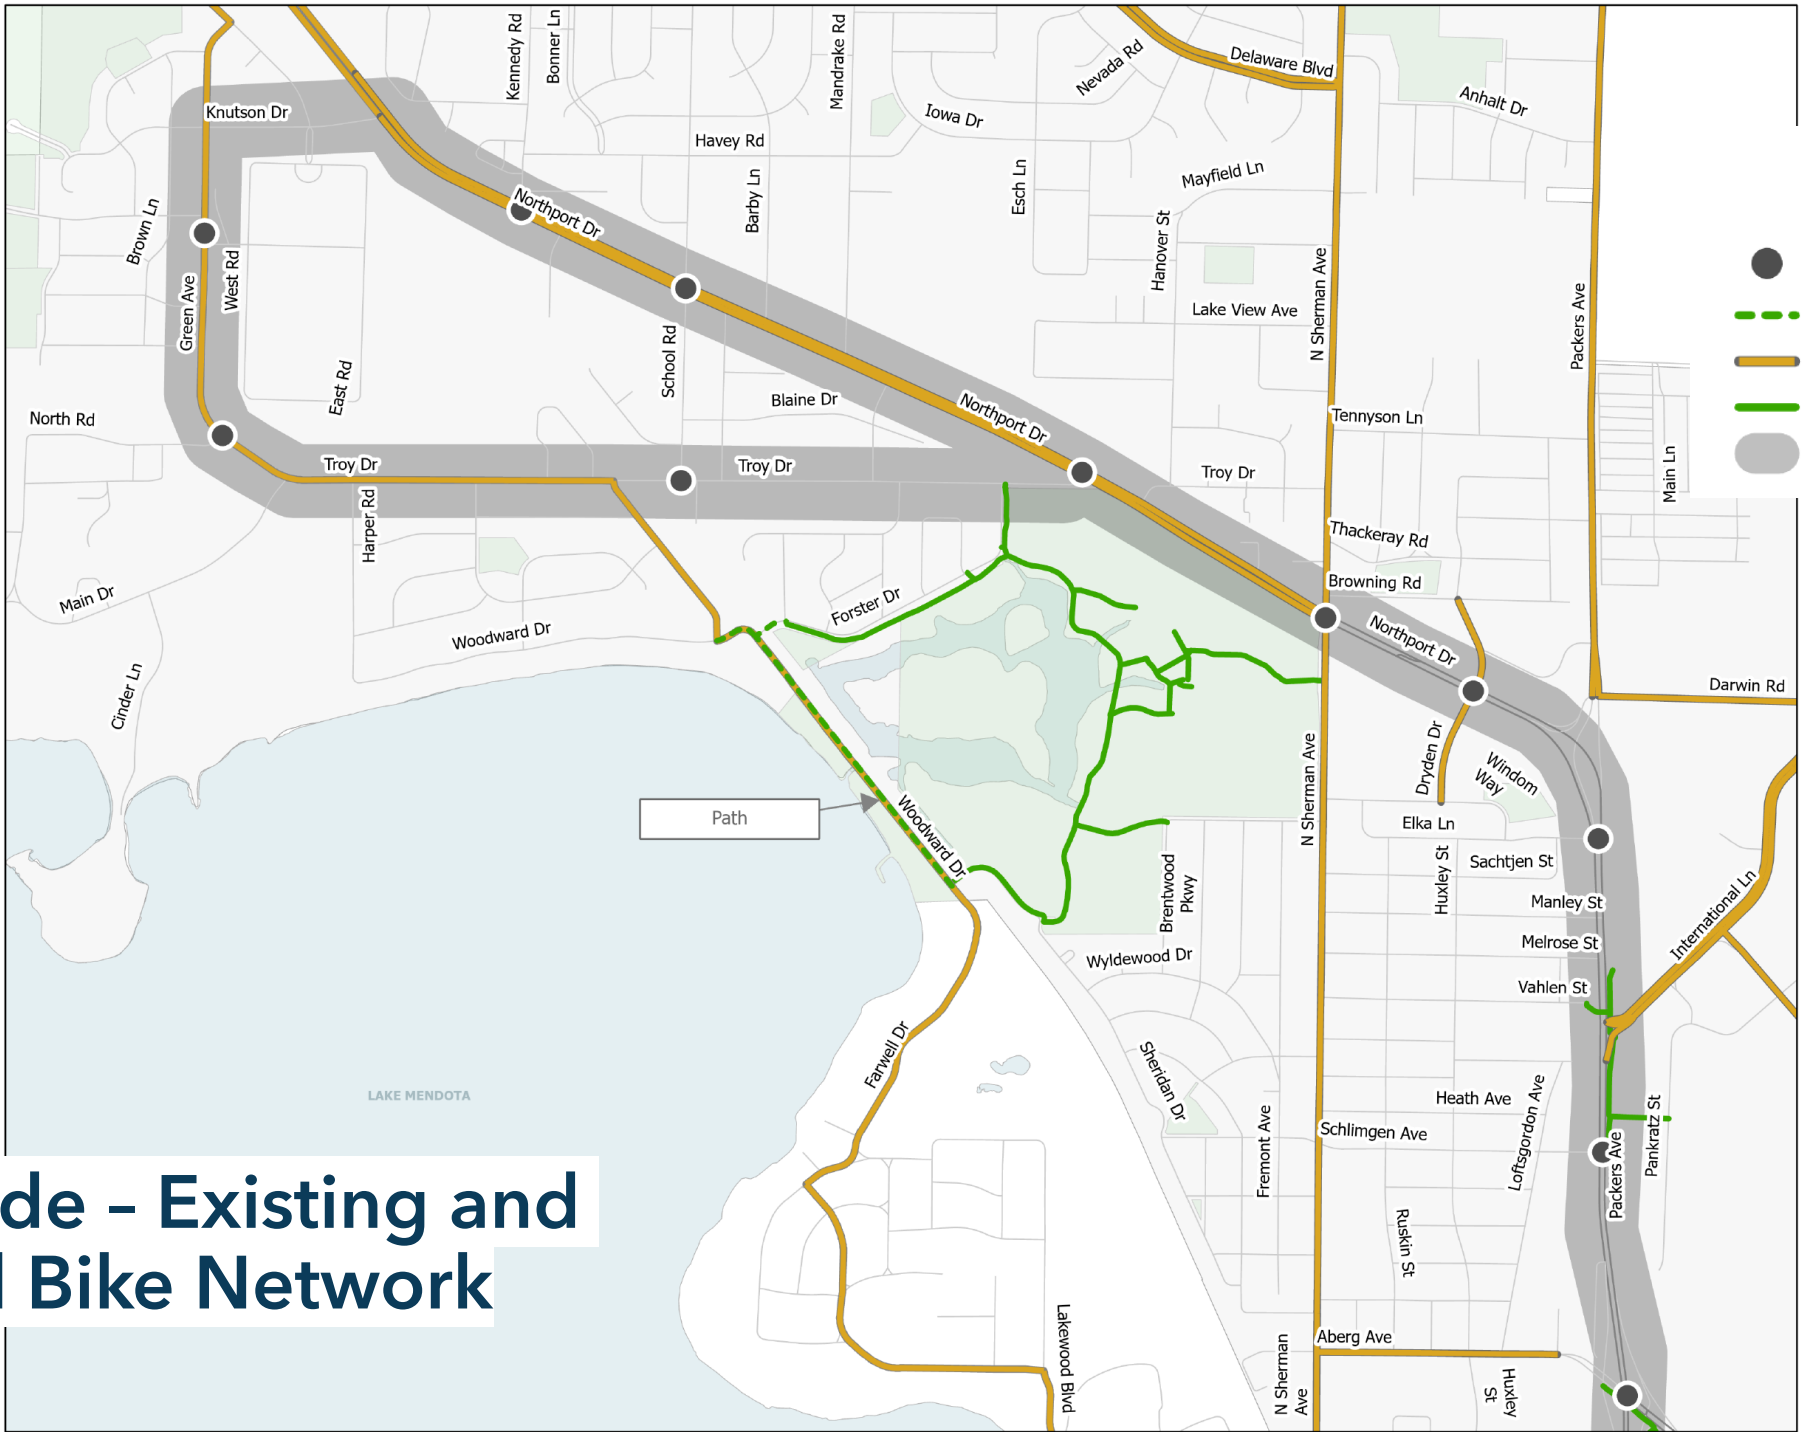 Kennedy Rd
Bonner Ln
Mandrake Rd
Nevada Rd
Delaware Blvd
Anhalt Dr
Knutson Dr
Iowa Dr
Havey Rd
Barby Ln
Esch Ln
Mayfield Ln
Northport Dr
Brown Ln
West Rd
Green Ave
Hanover St
N Sherman Ave
Lake View Ave
Packers Ave
School Rd
East Rd
Blaine Dr
Northport Dr
North Rd
Tennyson Ln
Troy Dr
Troy Dr
Troy Dr
Main Ln
Harper Rd
Thackeray Rd
Browning Rd
Main Dr
Forster Dr
Woodward Dr
Northport Dr
Cinder Ln
Darwin Rd
N Sherman Ave
Dryden Dr
Windom
Way
Path
Woodward Dr
Elka Ln
Huxley St
Sachtjen St
Brentwood
Pkwy
Manley St
International Ln
Melrose St
Wyldewood Dr
Vahlen St
Farwell Dr
Sheridan Dr
LAKE MENDOTA
Heath Ave
Loftsgordon Ave
Pankratz St
Fremont Ave
Schlimgen Ave
Packers Ave
de – Existing and
Ruskin St
l Bike Network
Lakewood Blvd
N Sherman
Ave
Aberg Ave
Huxley
St